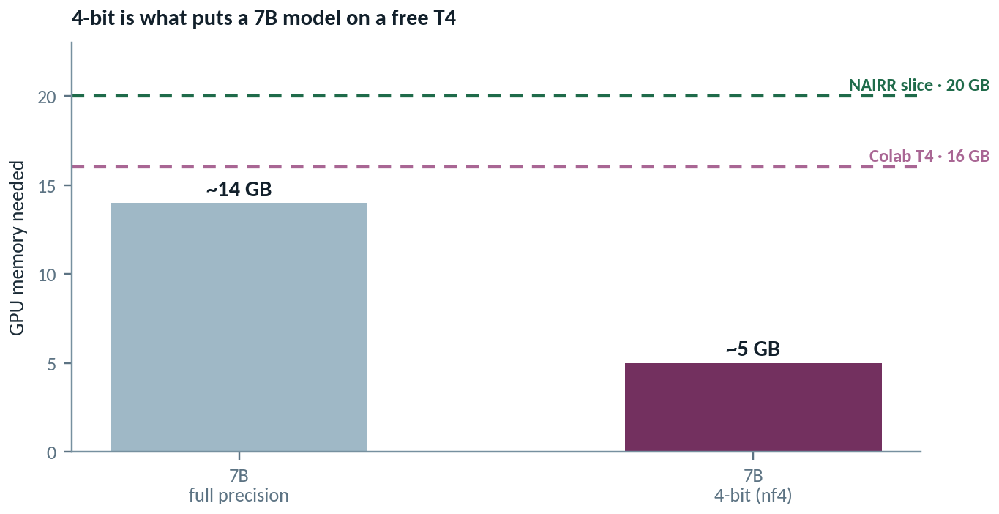 4-bit is what puts a 7B model on a free T4
GPU memory needed
20
15
10
5
0
NAIRR slice · 20 GB
Colab T4 · 16 GB
~14 GB
~5 GB
7B
full precision
7B
4-bit (nf4)